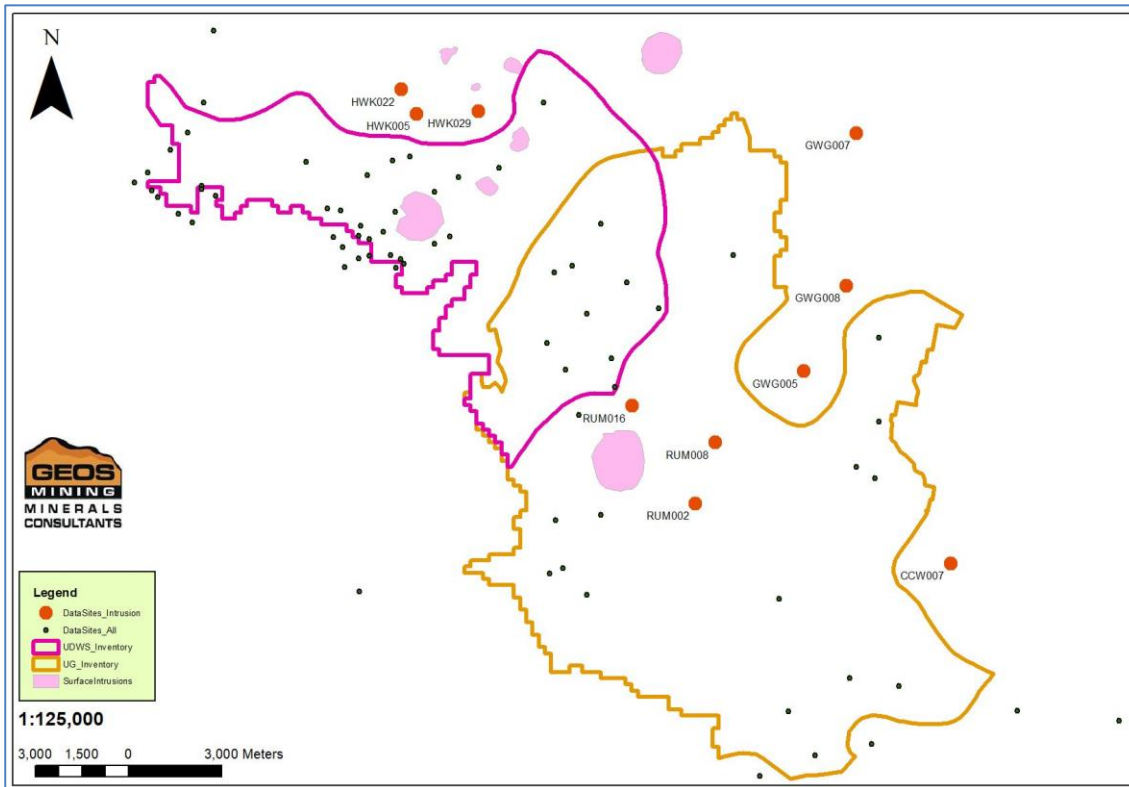 N
HWK022
HWK005
HWK029
GWG007
GWG008
GWG005
RUM016
RUM008
RUM002
CCW007
GEOS
MINING
MINERALS
CONSULTANTS
Legend
DataSites_Intrusion
DataSites_All
UDWS_Inventory
UG_Inventory
SurfaceIntrusions
1:125,000
3,000 1,500 0 3,000 Meters